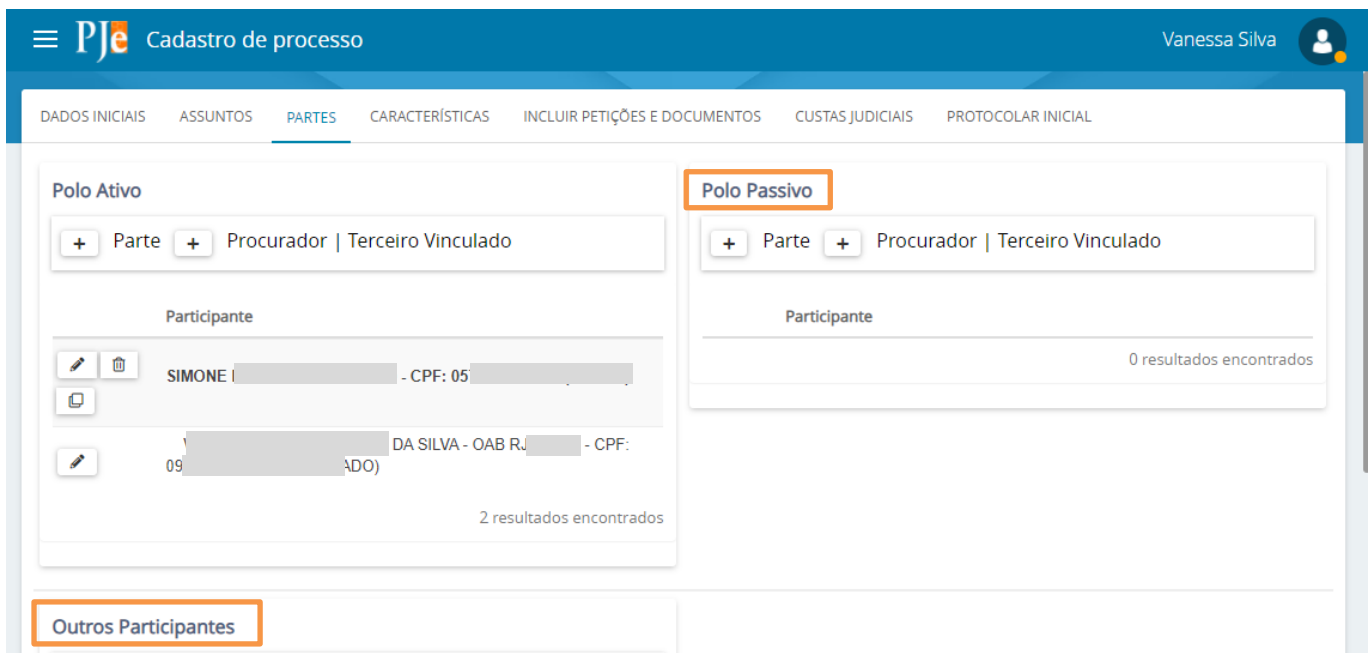 PJe Cadastro de processo Vanessa Silva
DADOS INICIAIS ASSUNTOS PARTES CARACTERÍSTICAS INCLUIR PETIÇÕES E DOCUMENTOS CUSTAS JUDICIAIS PROTOCOLAR INICIAL
Polo Ativo
+ Parte + Procurador | Terceiro Vinculado
Participante
SIMONE - CPF: 05
DA SILVA - OAB RJ - CPF:
09 ADO)
2 resultados encontrados
Polo Passivo
+ Parte + Procurador | Terceiro Vinculado
Participante
0 resultados encontrados
Outros Participantes